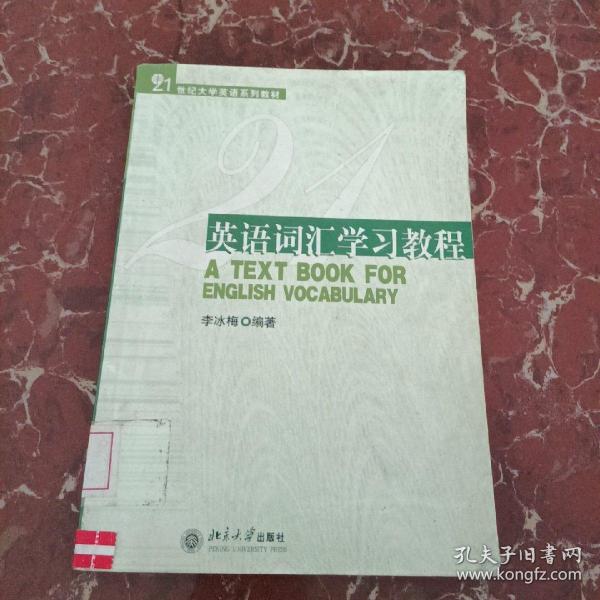 21世纪大学英语系列教材
21
英语词汇学习教程
A TEXT BOOK FOR
ENGLISH VOCABULARY
李冰梅 编著
北京大学出版社
PEKING UNIVERSITY PRESS
孔夫子旧书网
www.kongfz.com